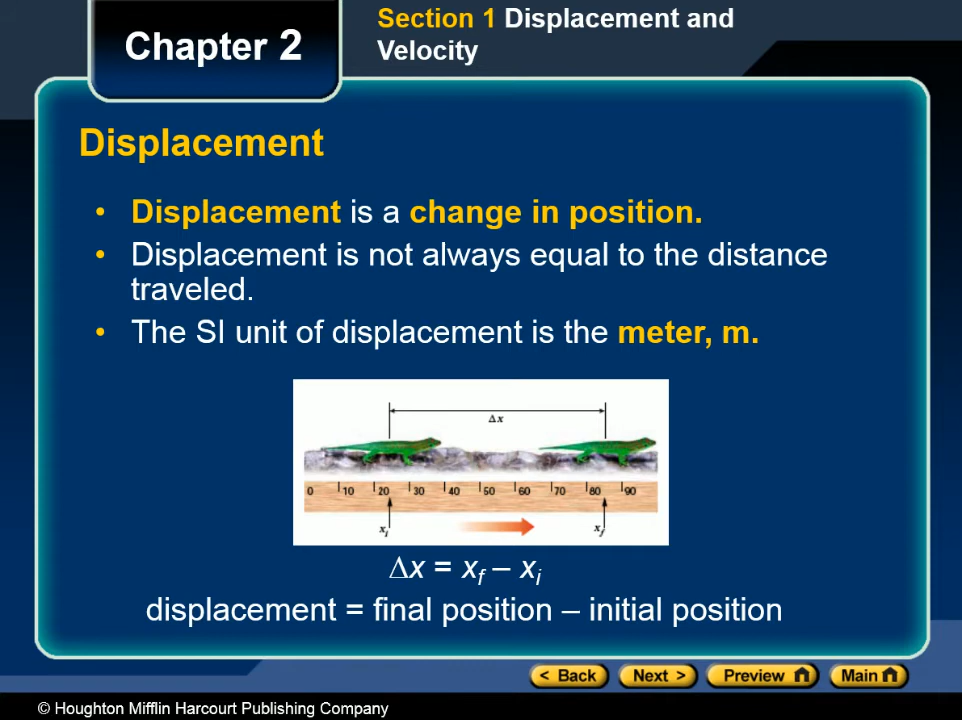 Chapter 2
Section 1 Displacement and
Velocity
Displacement
• Displacement is a change in position.
• Displacement is not always equal to the distance
traveled.
• The SI unit of displacement is the meter, m.
Δx
0 10 20 30 40 50 60 70 80 90
xi xf
Δx = xf – xi
displacement = final position – initial position
< Back Next > Preview Main
© Houghton Mifflin Harcourt Publishing Company